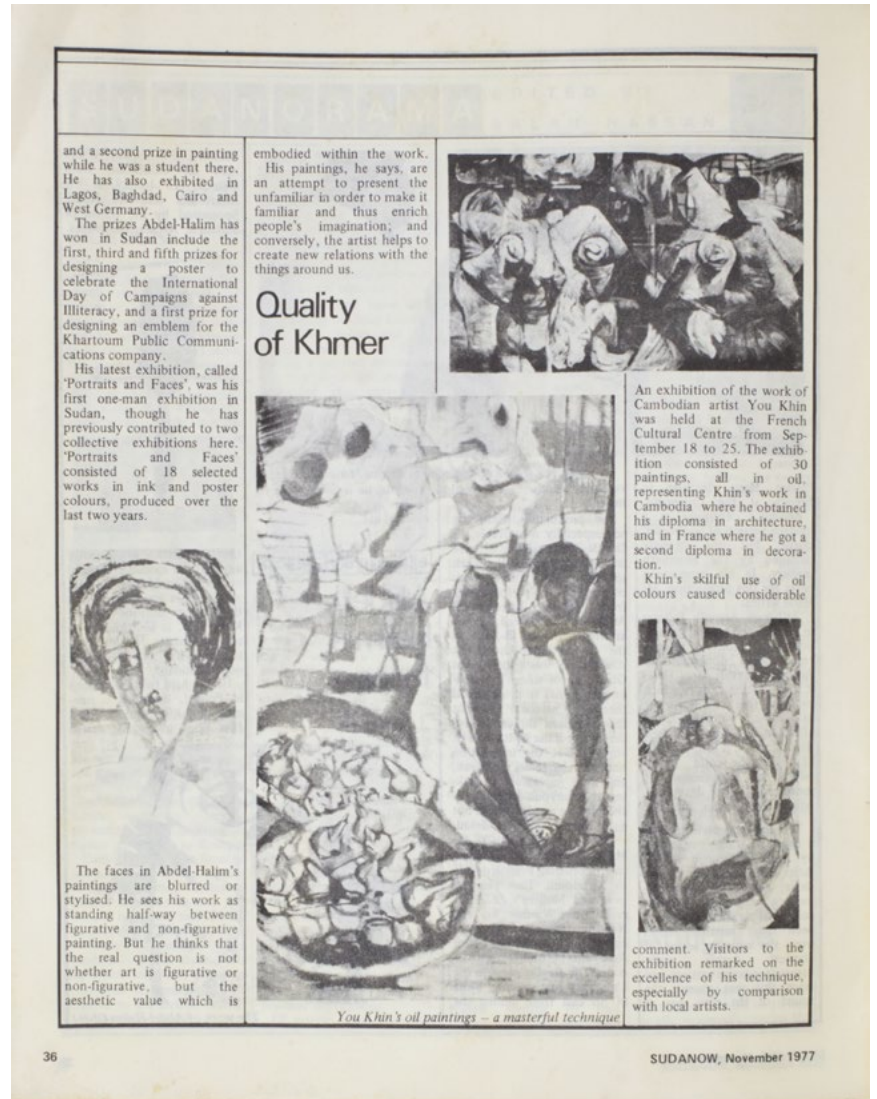 and a second prize in painting
while he was a student there.
He has also exhibited in
Lagos, Baghdad, Cairo and
West Germany.
The prizes Abdel-Halim has
won in Sudan include the
first, third and fifth prizes for
designing a poster to
celebrate the International
Day of Campaigns against
Illiteracy, and a first prize for
designing an emblem for the
Khartoum Public Communi-
cations company.
His latest exhibition, called
'Portraits and Faces', was his
first one-man exhibition in
Sudan, though he has
previously contributed to two
collective exhibitions here.
'Portraits and Faces'
consisted of 18 selected
works in ink and poster
colours, produced over the
last two years.
The faces in Abdel-Halim's
paintings are blurred or
stylised. He sees his work as
standing half-way between
figurative and non-figurative
painting. But he thinks that
the real question is not
whether art is figurative or
non-figurative, but the
aesthetic value which is
embodied within the work.
His paintings, he says, are
an attempt to present the
unfamiliar in order to make it
familiar and thus enrich
people's imagination; and
conversely, the artist helps to
create new relations with the
things around us.
Quality
of Khmer
An exhibition of the work of
Cambodian artist You Khin
was held at the French
Cultural Centre from Sep-
tember 18 to 25. The exhib-
ition consisted of 30
paintings, all in oil,
representing Khin's work in
Cambodia where he obtained
his diploma in architecture,
and in France where he got a
second diploma in decora-
tion.
Khin's skilful use of oil
colours caused considerable
comment. Visitors to the
exhibition remarked on the
excellence of his technique,
especially by comparison
with local artists.
You Khin's oil paintings – a masterful technique
36
SUDANOW, November 1977